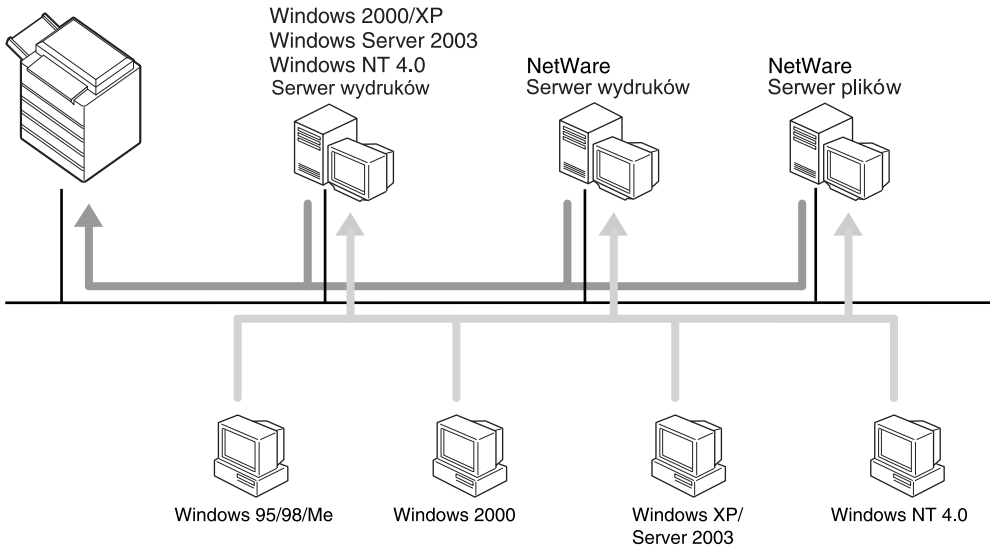 Windows 2000/XP
Windows Server 2003
Windows NT 4.0
Serwer wydruków
NetWare
Serwer wydruków
NetWare
Serwer plików
Windows 95/98/Me
Windows 2000
Windows XP/
Server 2003
Windows NT 4.0